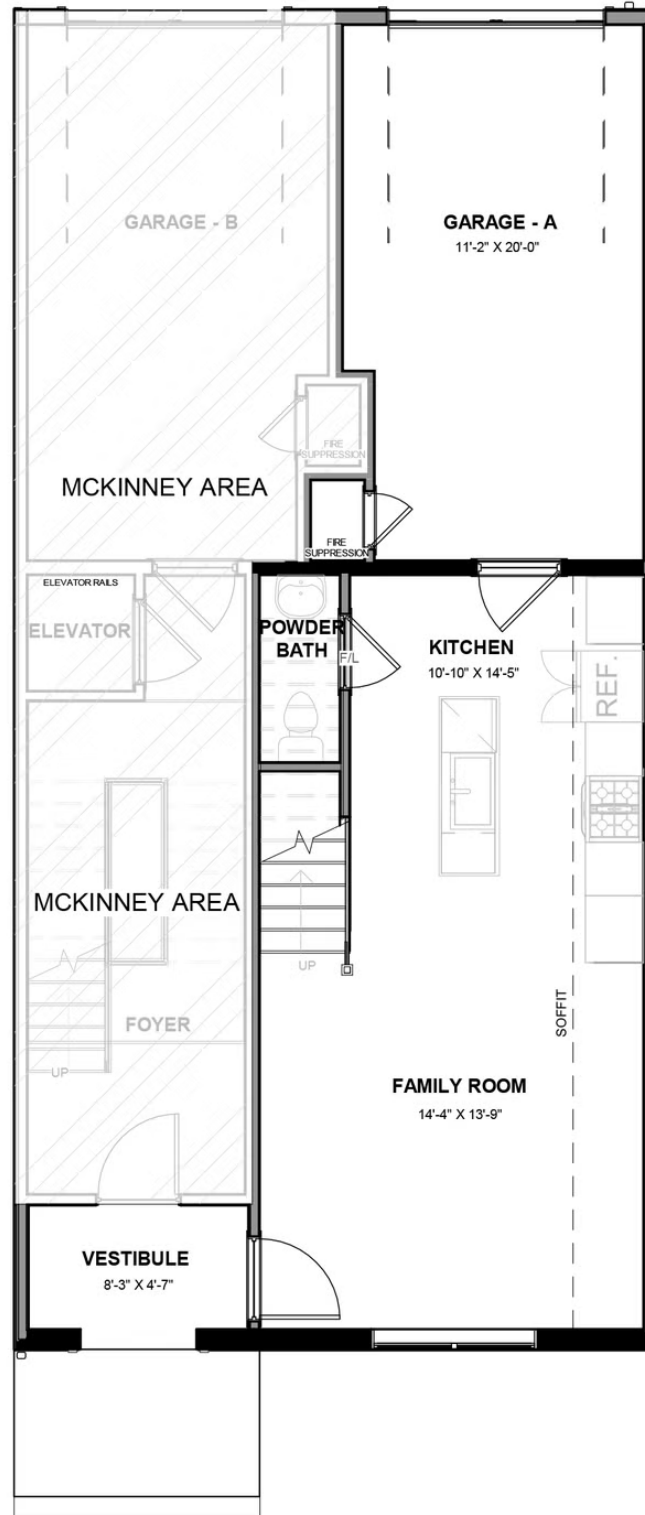 GARAGE - B
GARAGE - A
11'-2" X 20'-0"
FIRE
SUPPRESSION
MCKINNEY AREA
FIRE
SUPPRESSION
ELEVATOR RAILS
ELEVATOR
POWDER
BATH
F/L
KITCHEN
10'-10" X 14'-5"
REF.
MCKINNEY AREA
UP
SOFFIT
FOYER
UP
FAMILY ROOM
14'-4" X 13'-9"
VESTIBULE
8'-3" X 4'-7"